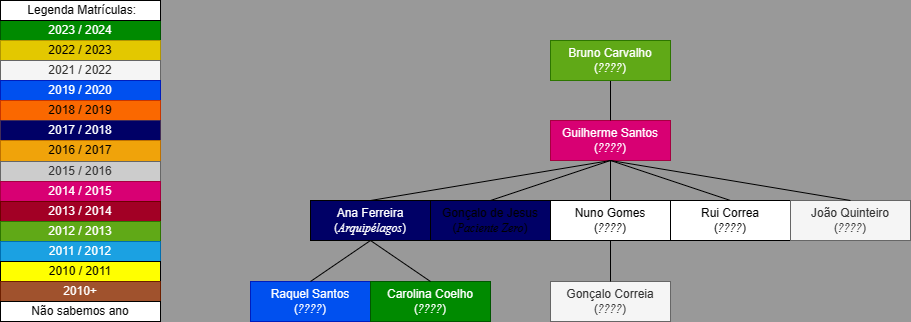 Legenda Matrículas:
2023 / 2024
2022 / 2023
2021 / 2022
2019 / 2020
2018 / 2019
2017 / 2018
2016 / 2017
2015 / 2016
2014 / 2015
2013 / 2014
2012 / 2013
2011 / 2012
2010 / 2011
2010+
Não sabemos ano
Bruno Carvalho
(????)
Guilherme Santos
(????)
Ana Ferreira
(Arquipélagos)
Gonçalo de Jesus
Nuno Gomes
(????)
Rui Correa
(????)
João Quinteiro
(????)
Raquel Santos
(????)
Carolina Coelho
(????)
Gonçalo Correia
(????)